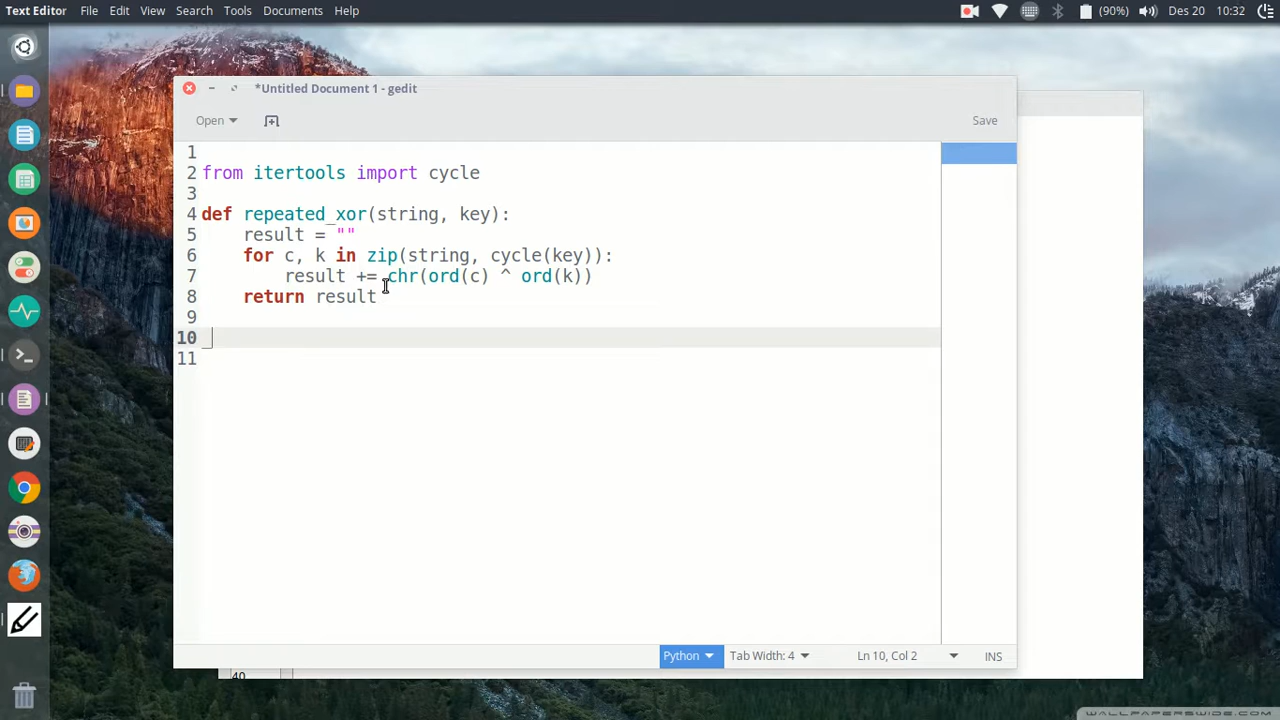 Text Editor File Edit View Search Tools Documents Help (90%) Des 20 10:32
*Untitled Document 1 - gedit
Open Save
1
2 from itertools import cycle
3
4 def repeated_xor(string, key):
5     result = ""
6     for c, k in zip(string, cycle(key)):
7         result += chr(ord(c) ^ ord(k))
8     return result
9
10 _
11
Python Tab Width: 4 Ln 10, Col 2 INS
40
WALLPAPERSWIDE.COM